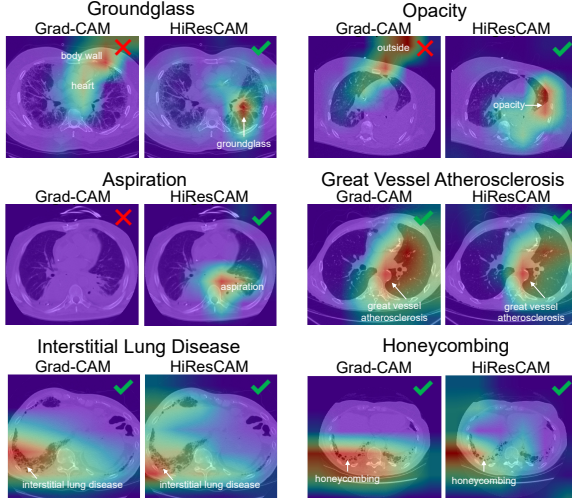 Groundglass
Grad-CAM HiResCAM
body wall
heart
groundglass
Opacity
Grad-CAM HiResCAM
outside
opacity
Aspiration
Grad-CAM HiResCAM
aspiration
Great Vessel Atherosclerosis
Grad-CAM HiResCAM
great vessel
atherosclerosis
great vessel
atherosclerosis
Interstitial Lung Disease
Grad-CAM HiResCAM
interstitial lung disease
interstitial lung disease
Honeycombing
Grad-CAM HiResCAM
honeycombing
honeycombing